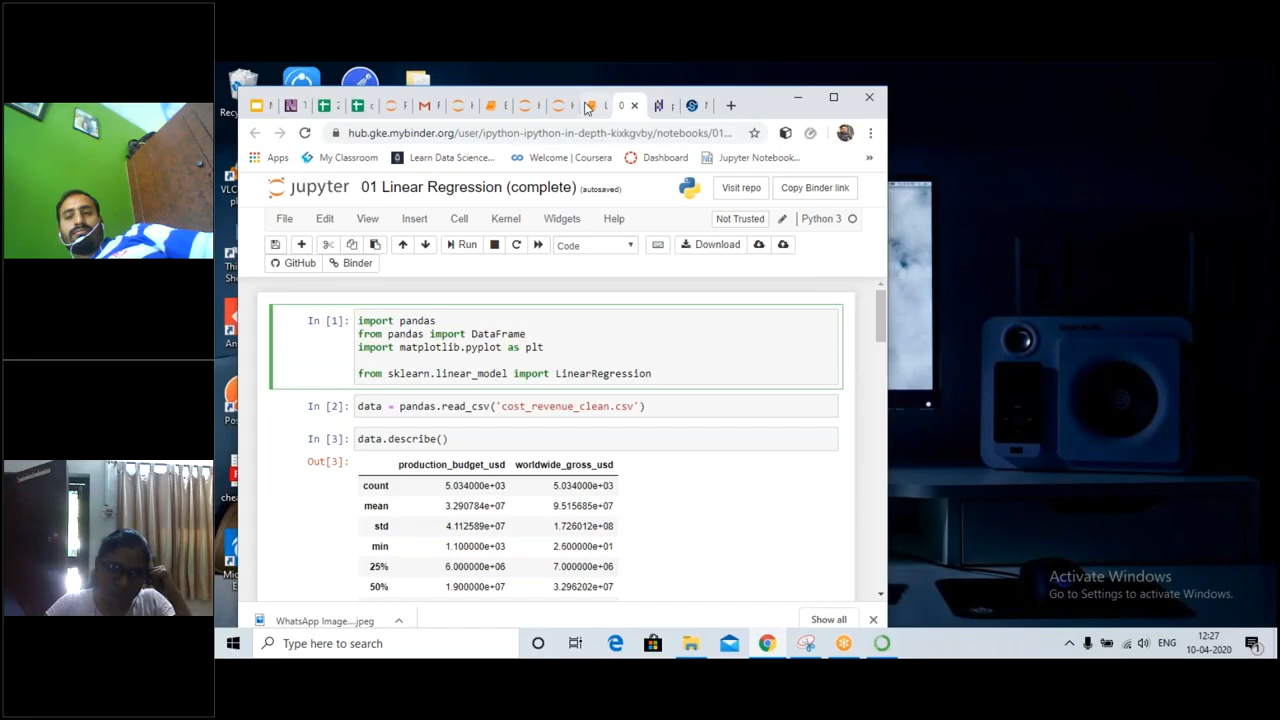 hub.gke.mybinder.org/user/ipython-ipython-in-depth-kixkgvby/notebooks/01...
Apps
My Classroom
Learn Data Science...
Welcome | Coursera
Dashboard
Jupyter Notebook...
»
jupyter 01 Linear Regression (complete) (autosaved)
Visit repo
Copy Binder link
File Edit View Insert Cell Kernel Widgets Help
Not Trusted
Python 3
Run
Code
Download
GitHub
Binder
In [1]: import pandas
from pandas import DataFrame
import matplotlib.pyplot as plt
from sklearn.linear_model import LinearRegression
In [2]: data = pandas.read_csv('cost_revenue_clean.csv')
In [3]: data.describe()
Out[3]:
production_budget_usd worldwide_gross_usd
count 5.034000e+03 5.034000e+03
mean 3.290784e+07 9.515685e+07
std 4.112589e+07 1.726012e+08
min 1.100000e+03 2.600000e+01
25% 6.000000e+06 7.000000e+06
50% 1.900000e+07 3.296202e+07
Activate Windows
Go to Settings to activate Windows.
WhatsApp Image....jpeg
Show all
Type here to search
ENG
12:27
10-04-2020